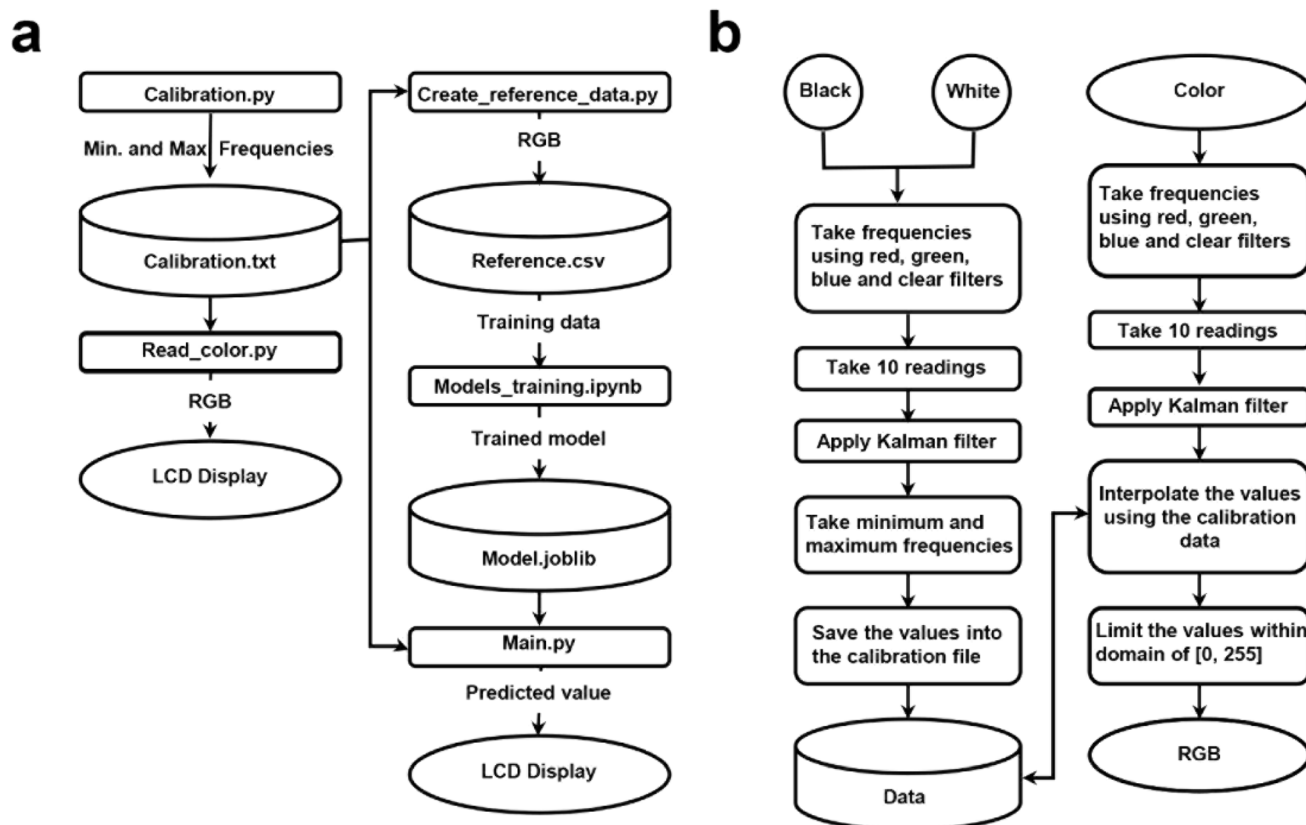 a
Calibration.py
Min. and Max Frequencies
Calibration.txt
Read_color.py
RGB
LCD Display
Create_reference_data.py
RGB
Reference.csv
Training data
Models_training.ipynb
Trained model
Model.joblib
Main.py
Predicted value
LCD Display
b
Black
White
Take frequencies
using red, green,
blue and clear filters
Take 10 readings
Apply Kalman filter
Take minimum and
maximum frequencies
Save the values into
the calibration file
Data
Color
Take frequencies
using red, green,
blue and clear filters
Take 10 readings
Apply Kalman filter
Interpolate the values
using the calibration
data
Limit the values within
domain of [0, 255]
RGB